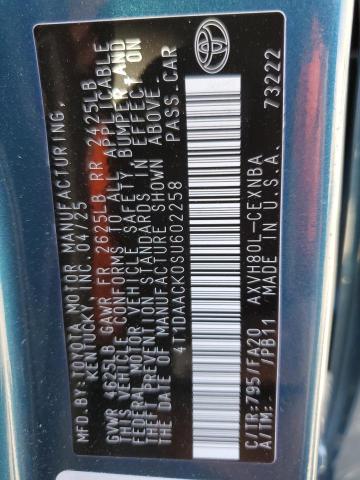 MFD.BY: TOYOTA MOTOR MANUFACTURING,
KENTUCKY, INC 04/25
GVWR 4625LB GAWR FR 2625LB RR 2425LB
THIS VEHICLE CONFORMS TO ALL APPLICABLE
FEDERAL MOTOR VEHICLE SAFETY, BUMPER, AND
THEFT PREVENTION STANDARDS IN EFFECT ON
THE DATE OF MANUFACTURE SHOWN ABOVE.
4T1DAACK0SU602258 PASS.CAR
C/TR:795/FA20 AXVH80L-CEXNBA
A/TM: /PB11 MADE IN U.S.A. 73222